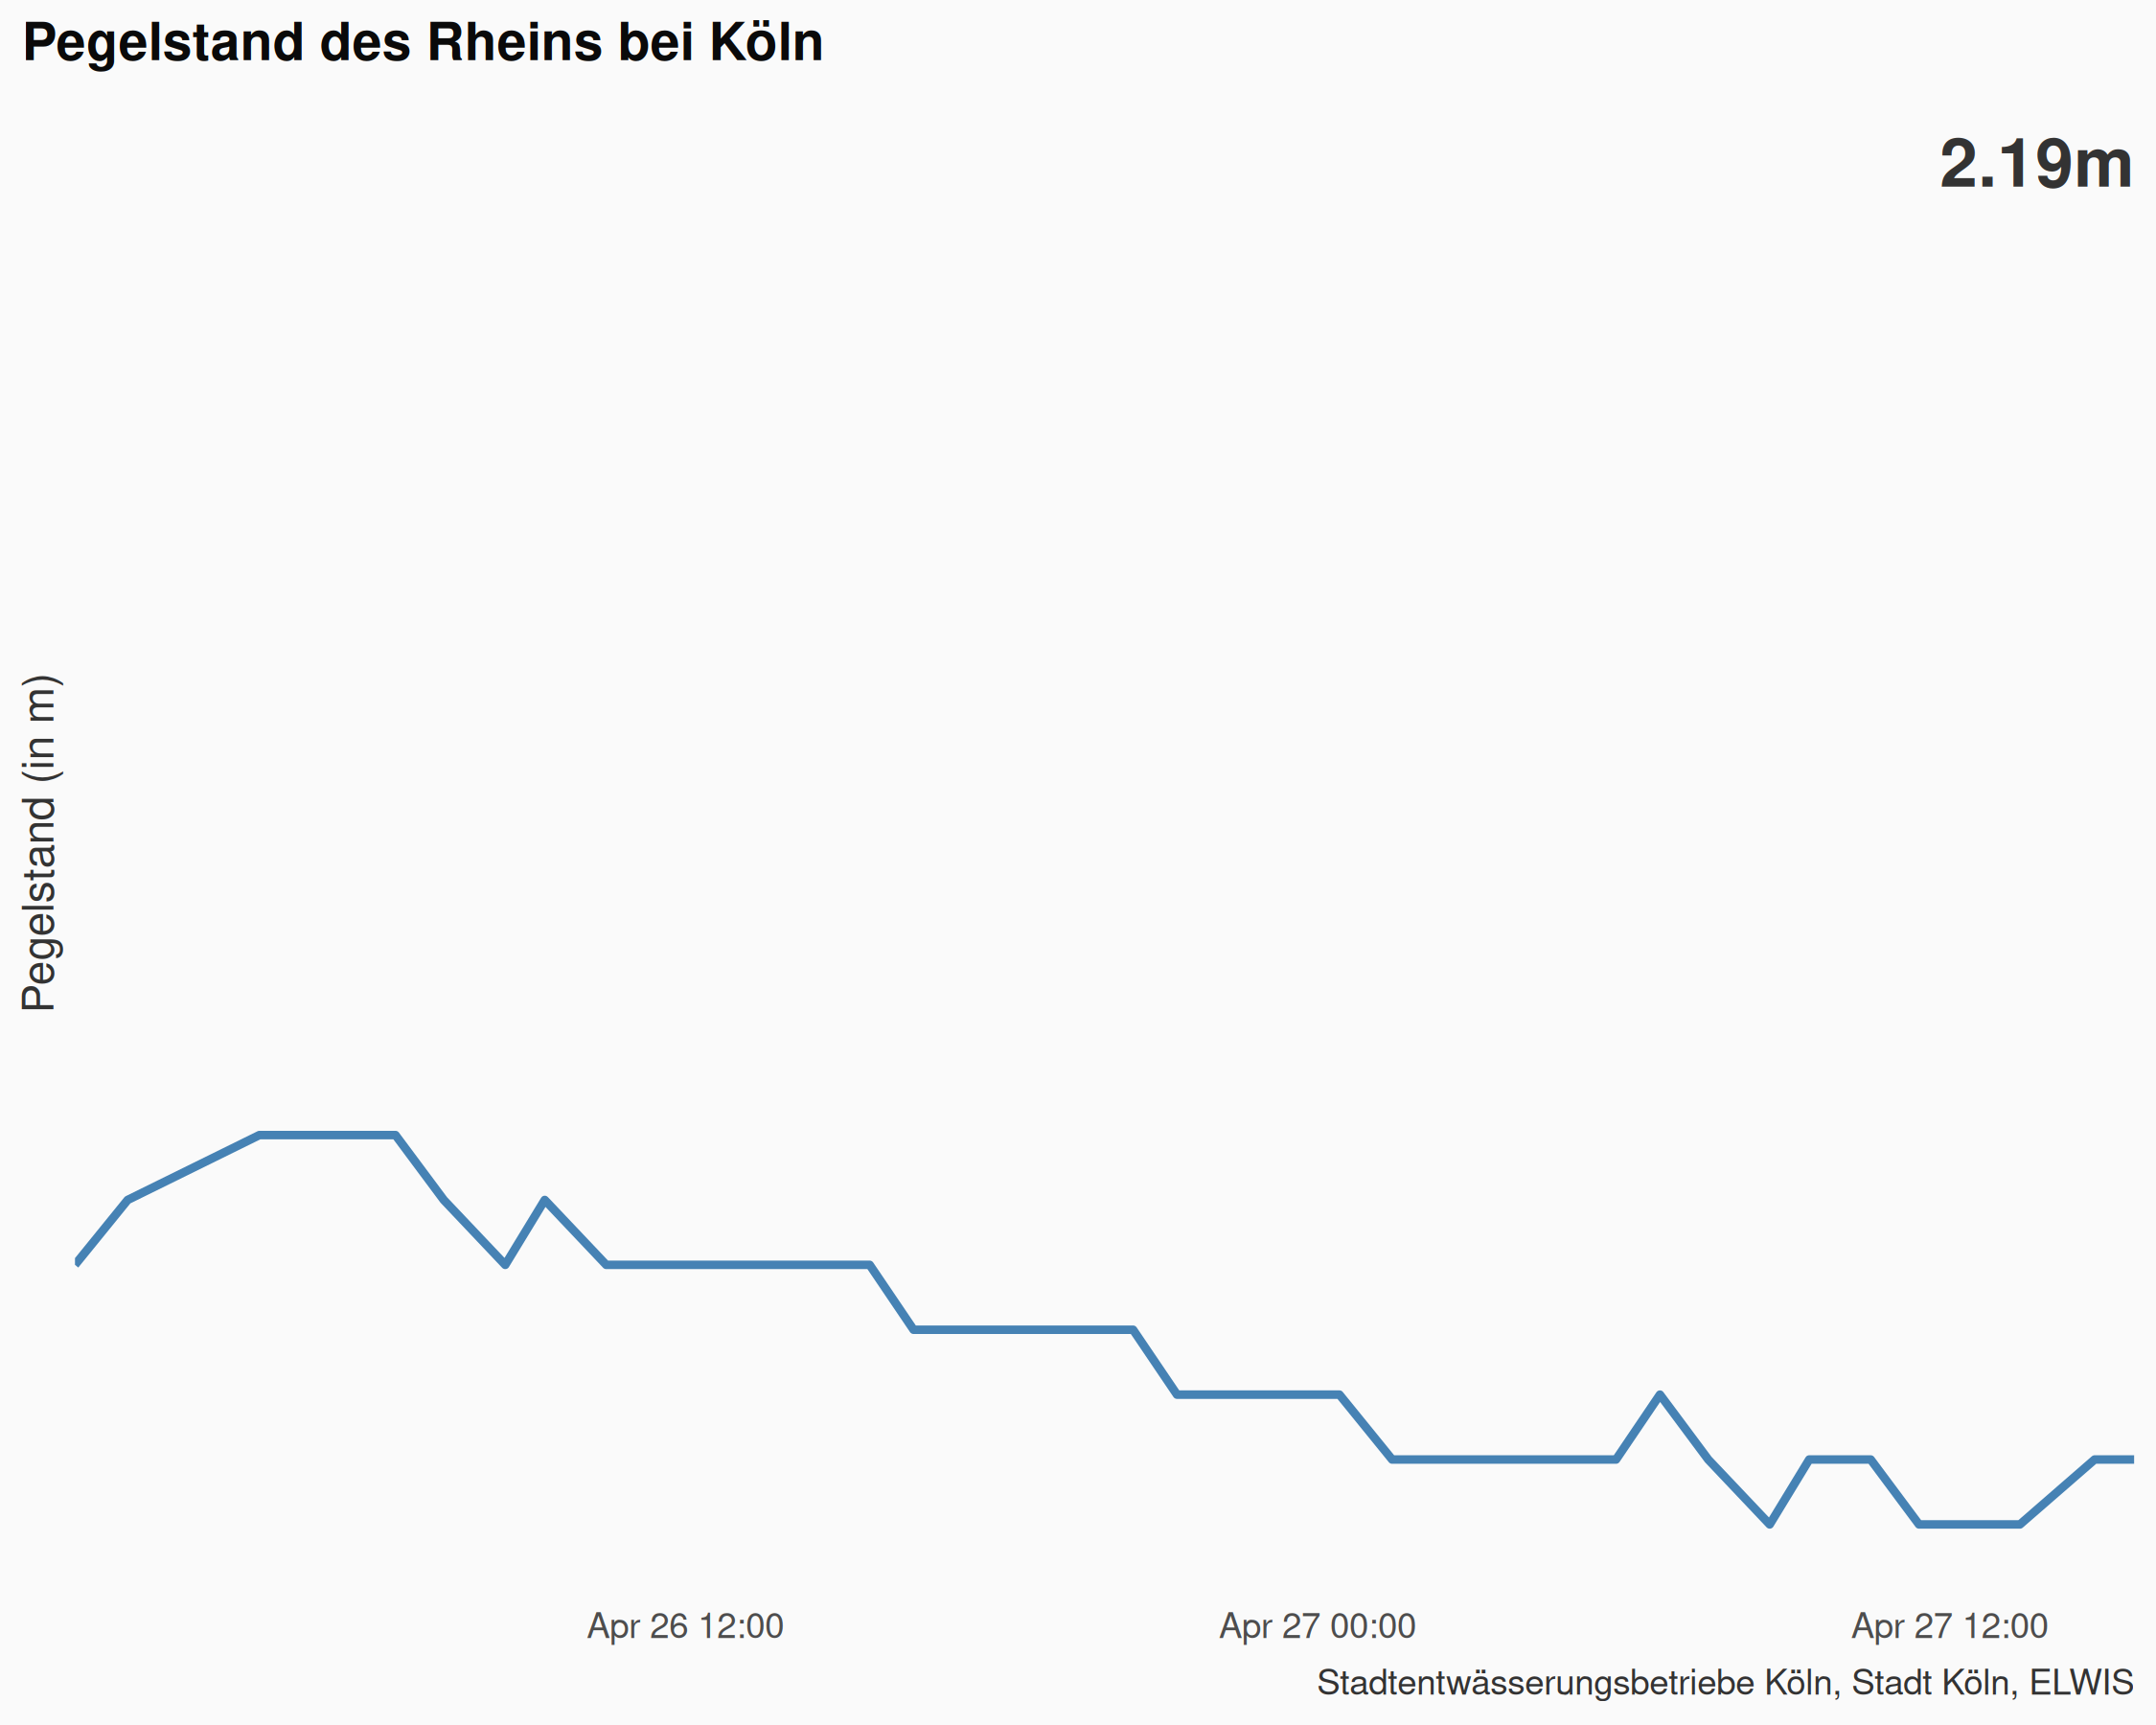 Pegelstand des Rheins bei Köln
2.19m
Pegelstand (in m)
Apr 26 12:00
Apr 27 00:00
Apr 27 12:00
Stadtentwässerungsbetriebe Köln, Stadt Köln, ELWIS